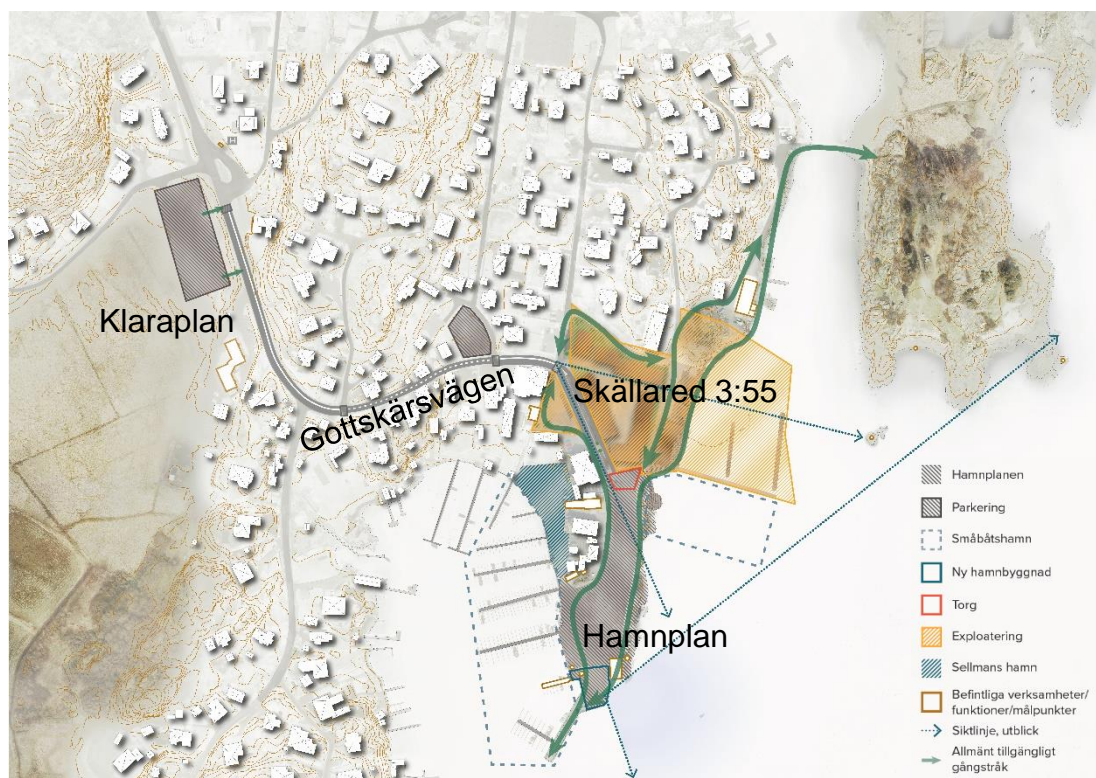 Klaraplan
Gottskärsvägen
Skällared 3:55
Hamnplan
Hamnplanen
Parkering
Småbåtshamn
Ny hamnbyggnad
Torg
Exploatering
Sellmans hamn
Befintliga verksamheter/
funktioner/målpunkter
Siktlinje, utblick
Allmänt tillgängligt
gångstråk